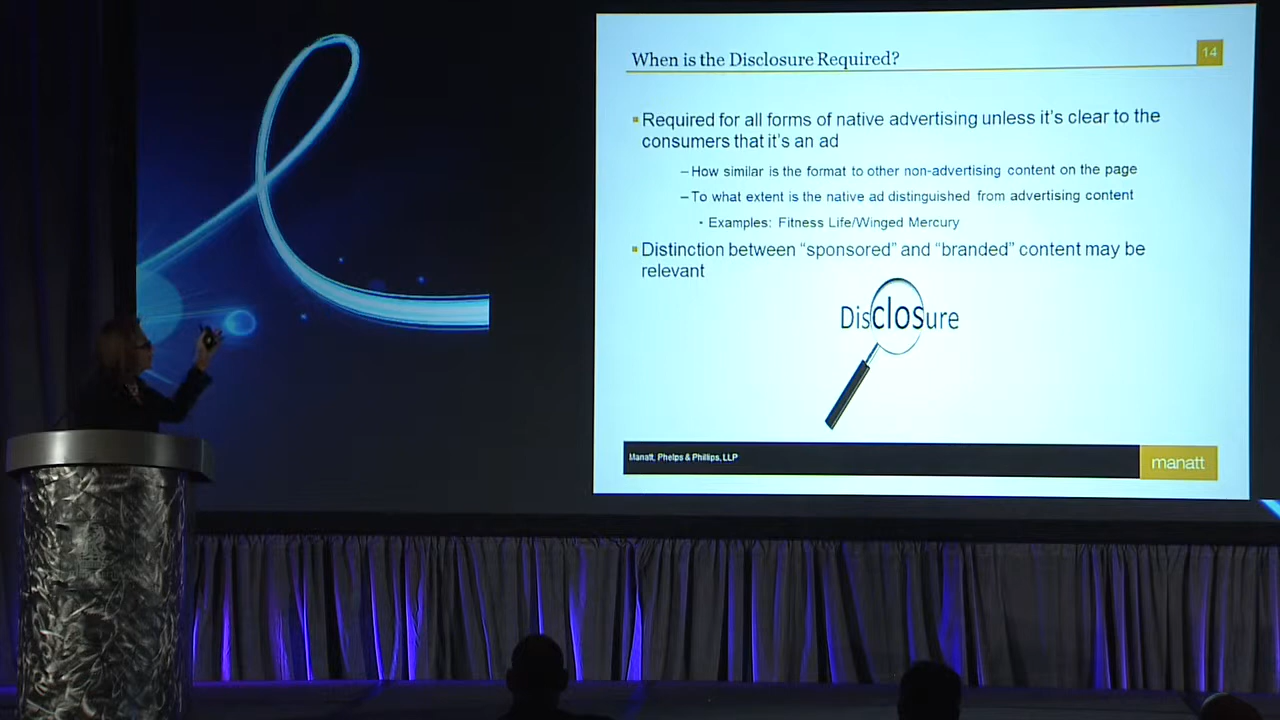 When is the Disclosure Required?
14
▪ Required for all forms of native advertising unless it's clear to the
consumers that it's an ad
– How similar is the format to other non-advertising content on the page
– To what extent is the native ad distinguished from advertising content
• Examples: Fitness Life/Winged Mercury
▪ Distinction between “sponsored” and “branded” content may be
relevant
Disclosure
Manatt, Phelps & Phillips, LLP
manatt